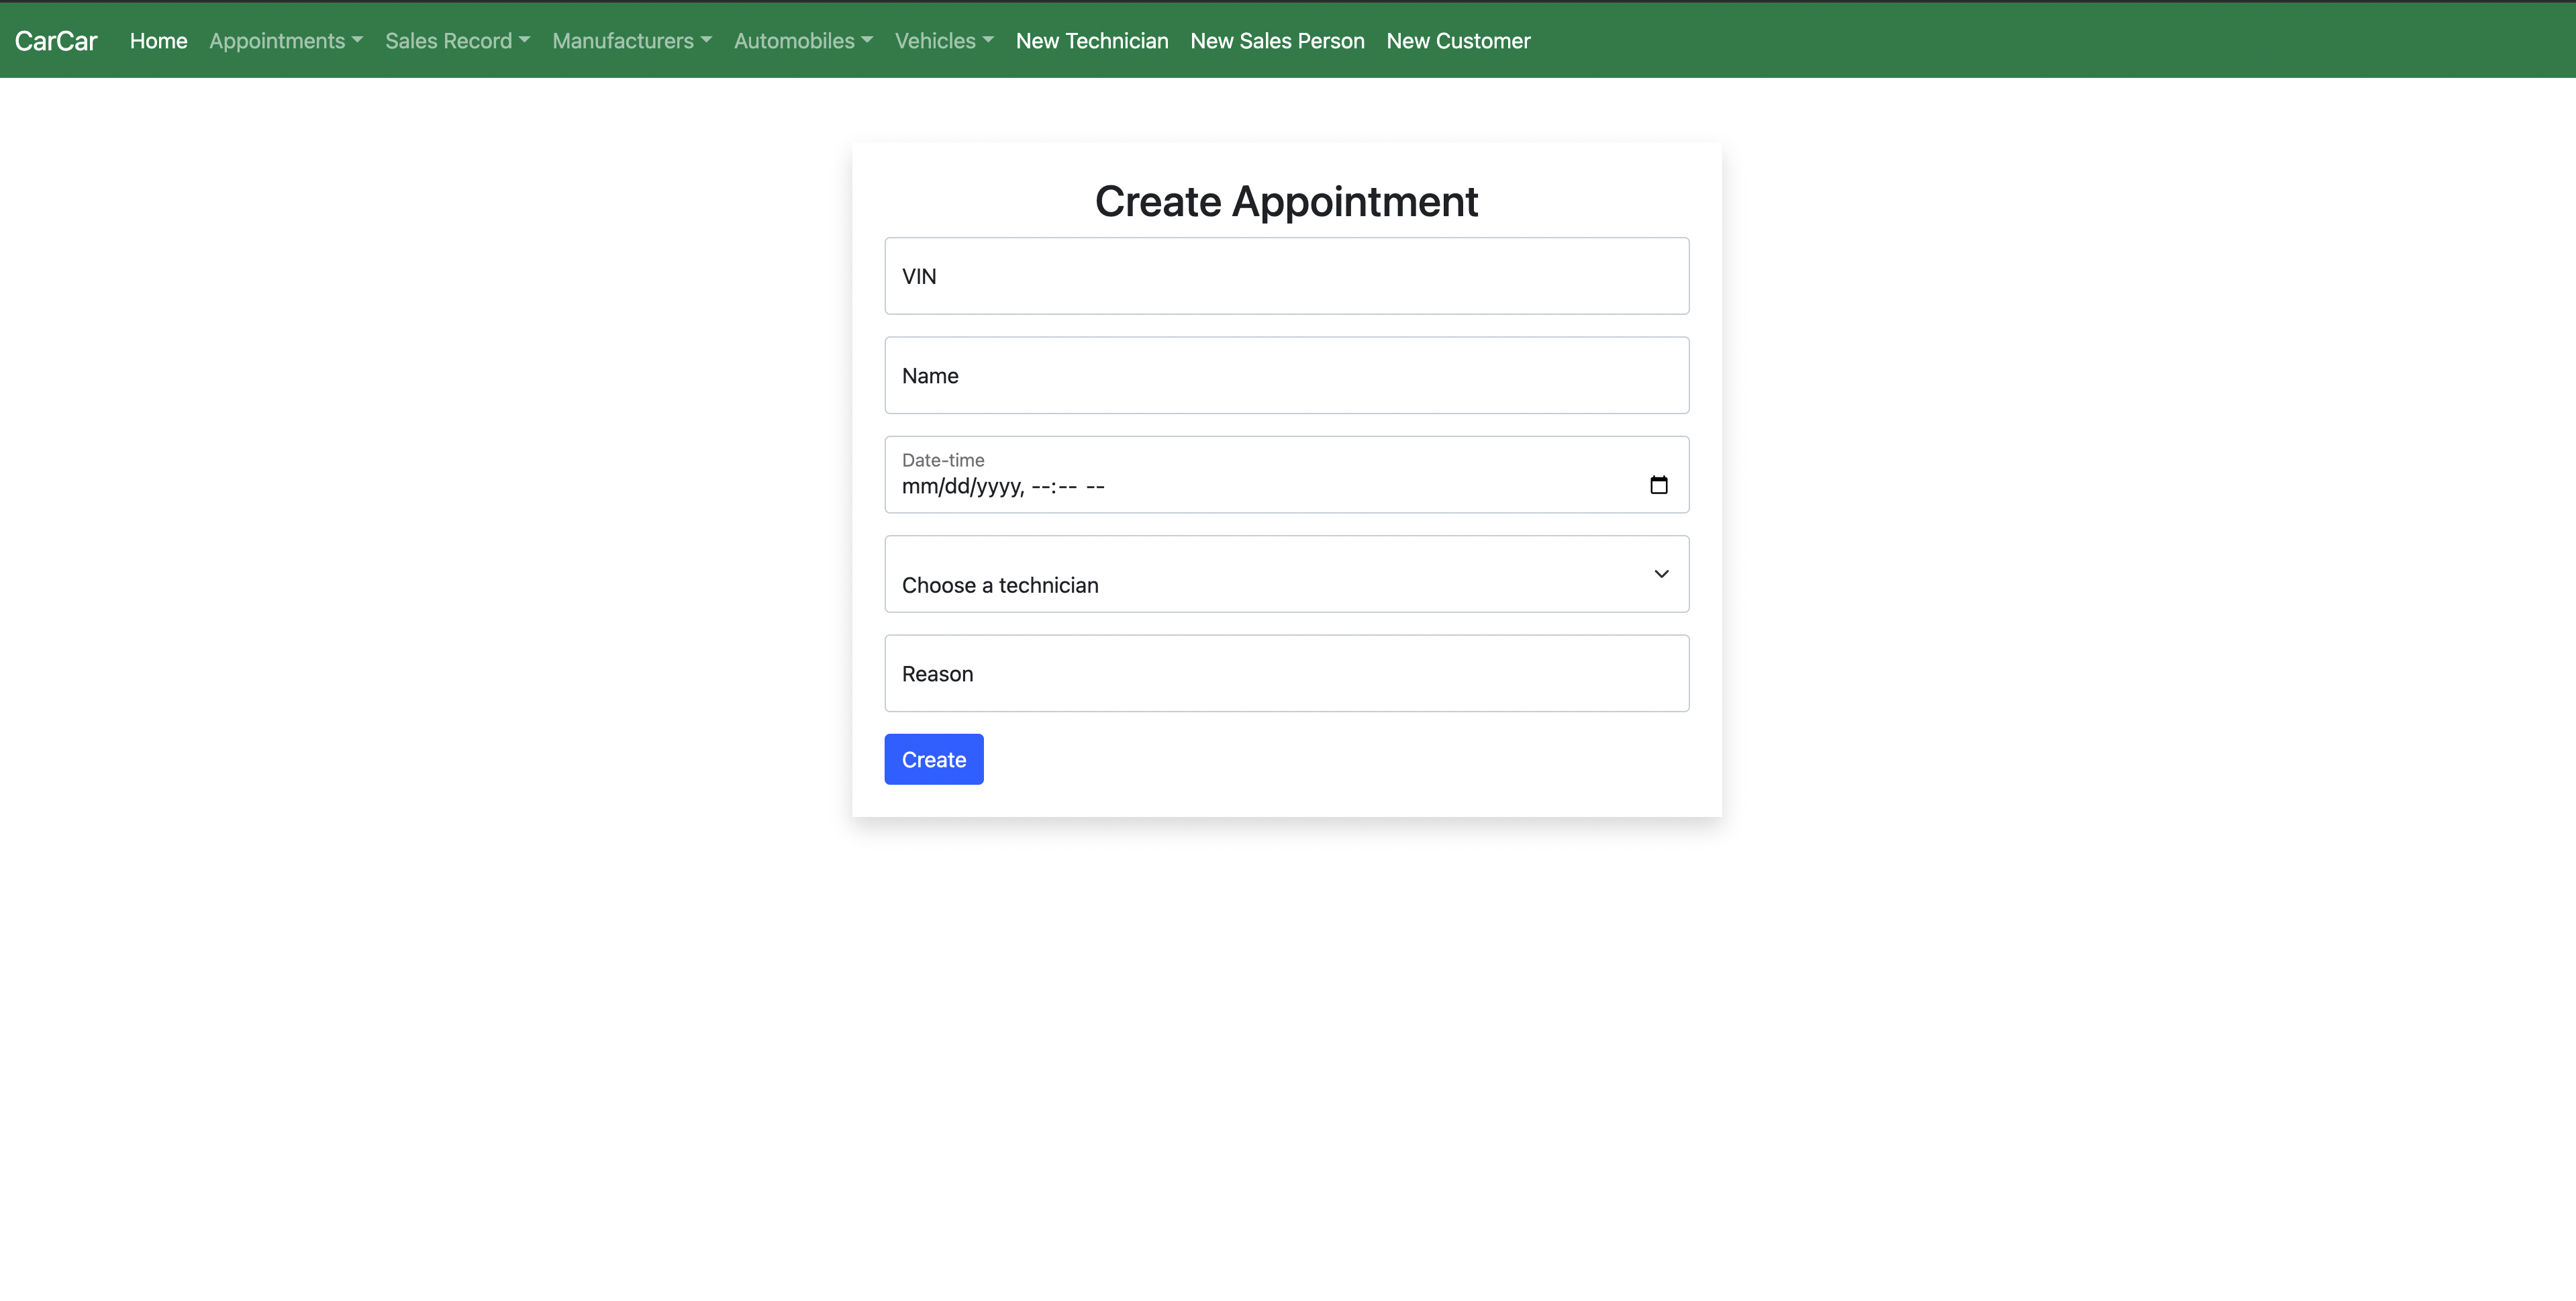 CarCar Home Appointments Sales Record Manufacturers Automobiles Vehicles New Technician New Sales Person New Customer
Create Appointment
VIN
Name
Date-time
mm/dd/yyyy, --:-- --
Choose a technician
Reason
Create